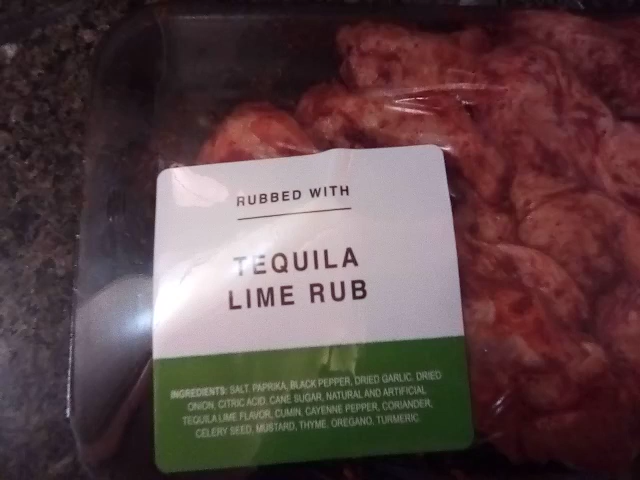 RUBBED WITH
TEQUILA
LIME RUB
INGREDIENTS: SALT, PAPRIKA, BLACK PEPPER, DRIED GARLIC, DRIED
ONION, CITRIC ACID, CANE SUGAR, NATURAL AND ARTIFICIAL
TEQUILA LIME FLAVOR, CUMIN, CAYENNE PEPPER, CORIANDER,
CELERY SEED, MUSTARD, THYME, OREGANO, TURMERIC.